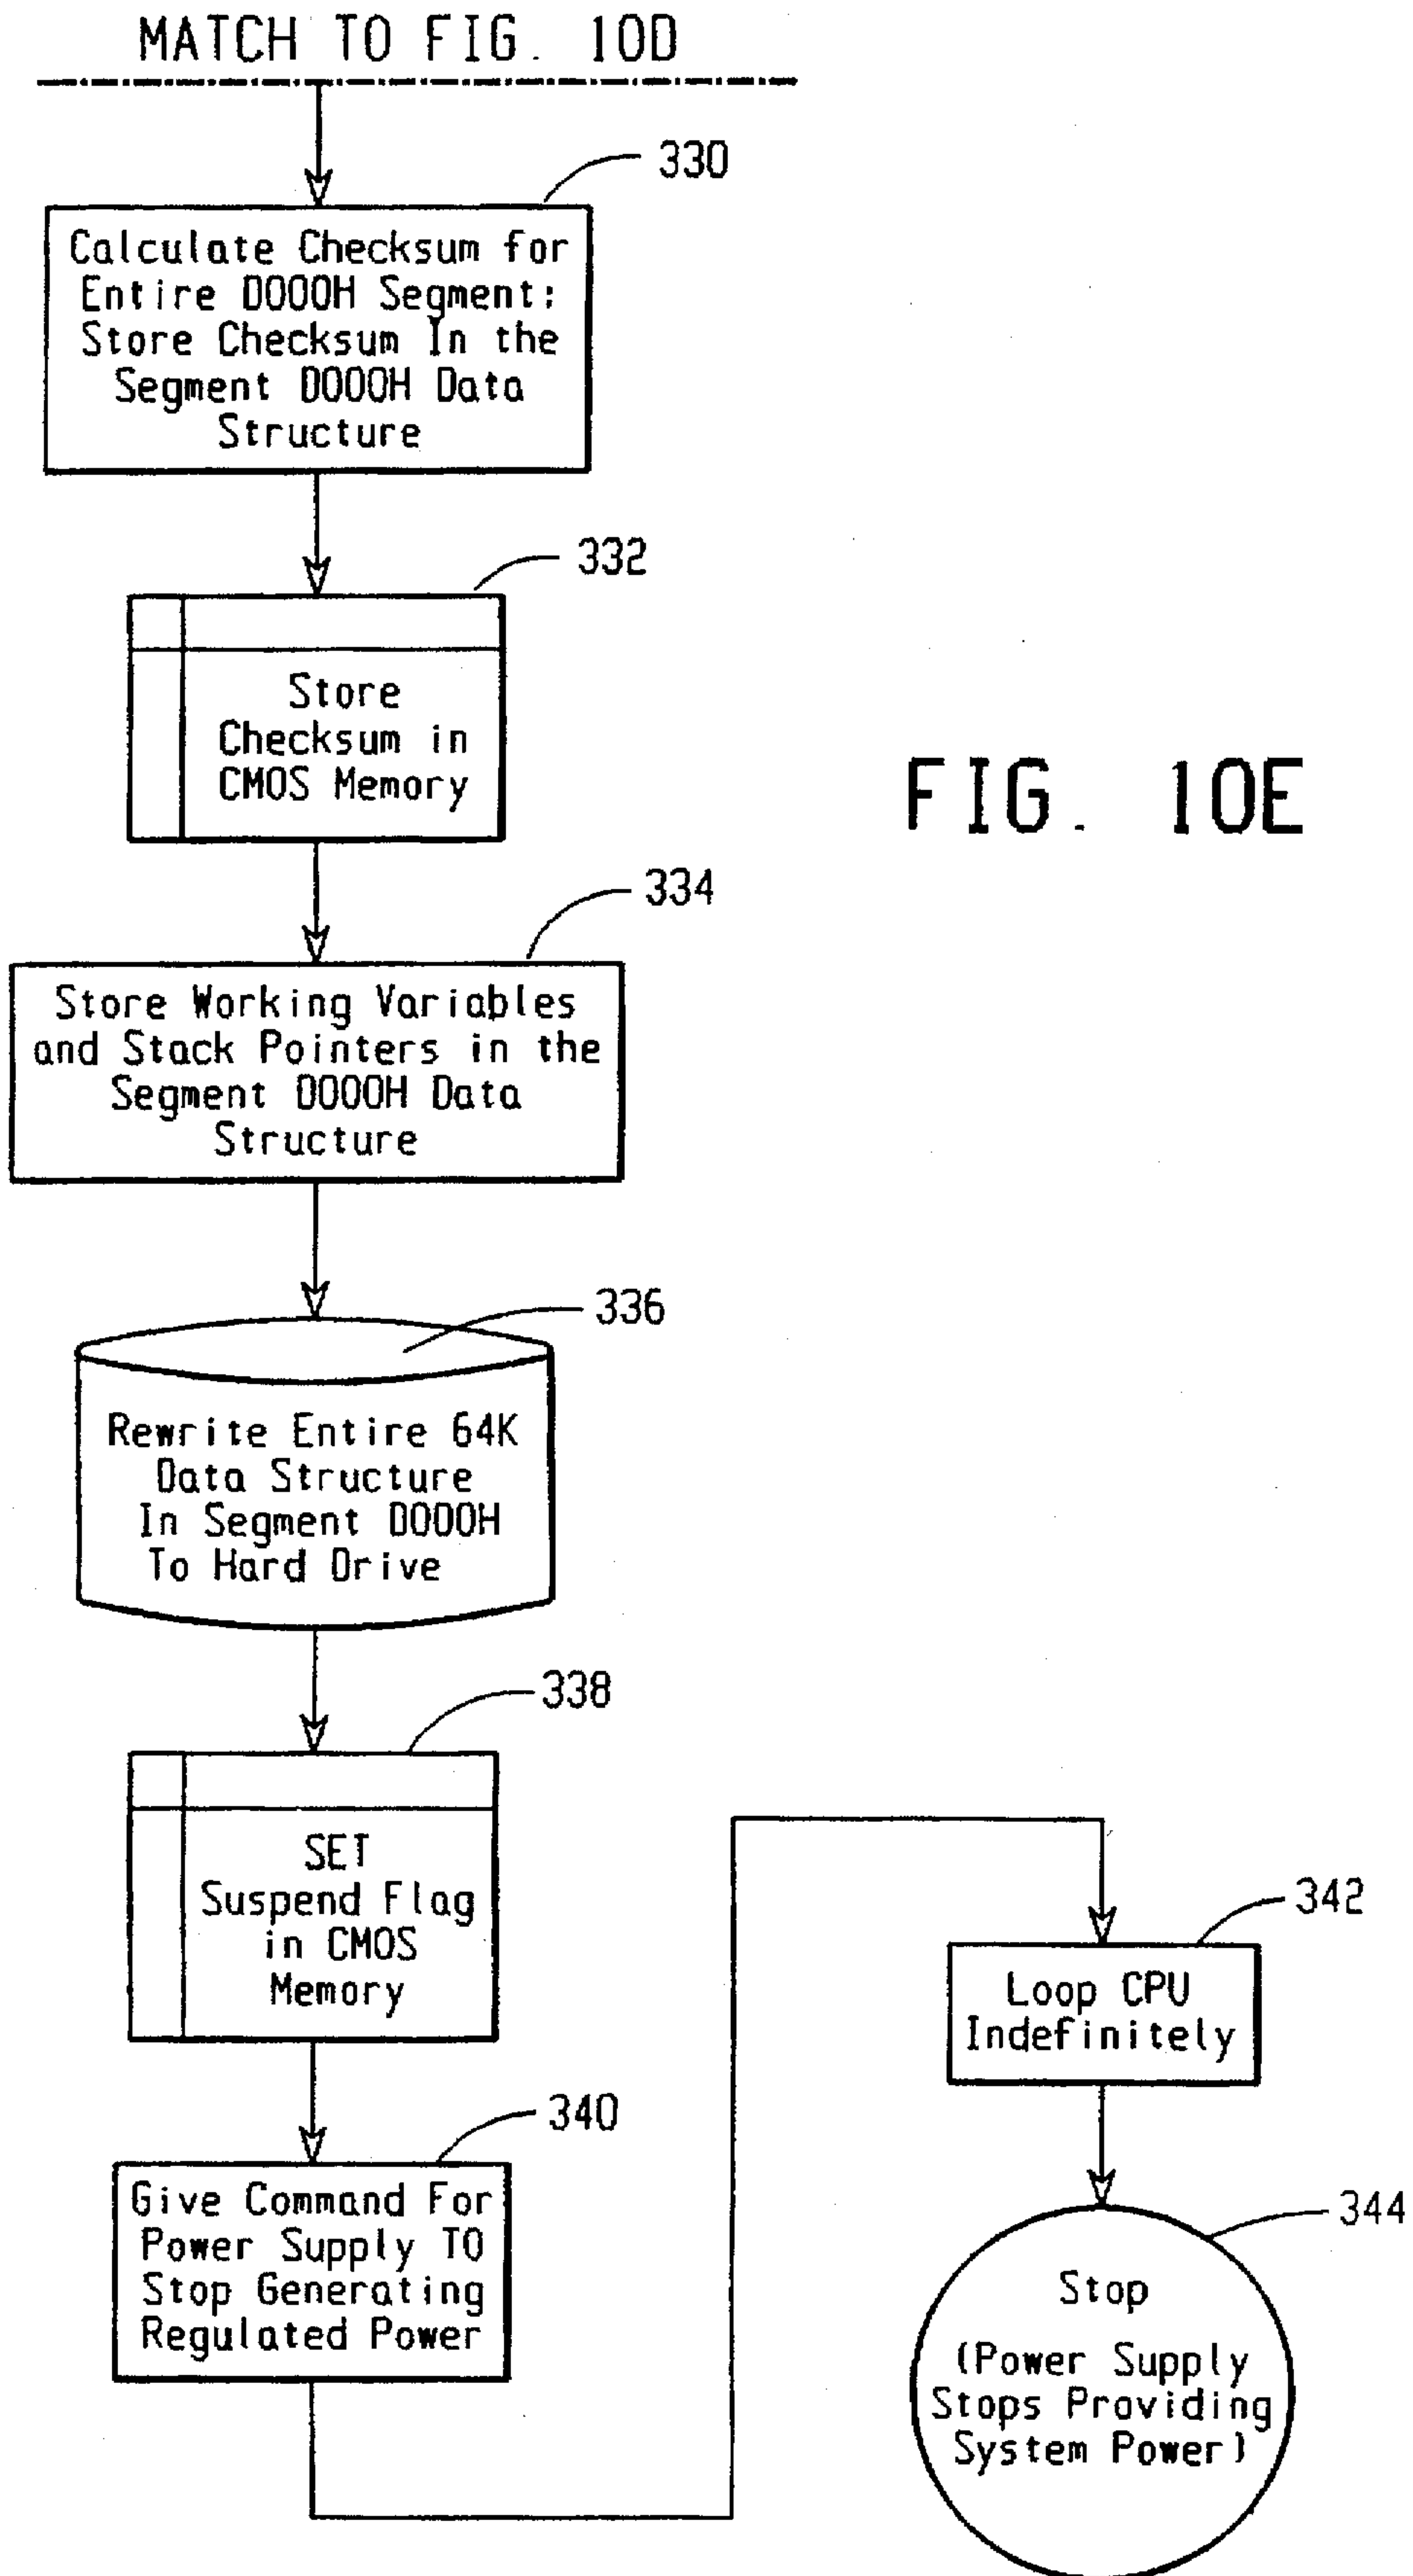 MATCH TO FIG. 10D
330
Calculate Checksum for
Entire D000H Segment;
Store Checksum In the
Segment D000H Data
Structure
332
Store
Checksum in
CMOS Memory
FIG. 10E
334
Store Working Variables
and Stack Pointers in the
Segment D000H Data
Structure
336
Rewrite Entire 64K
Data Structure
In Segment D000H
To Hard Drive
338
SET
Suspend Flag
in CMOS
Memory
340
Give Command For
Power Supply TO
Stop Generating
Regulated Power
342
Loop CPU
Indefinitely
344
Stop
(Power Supply
Stops Providing
System Power)